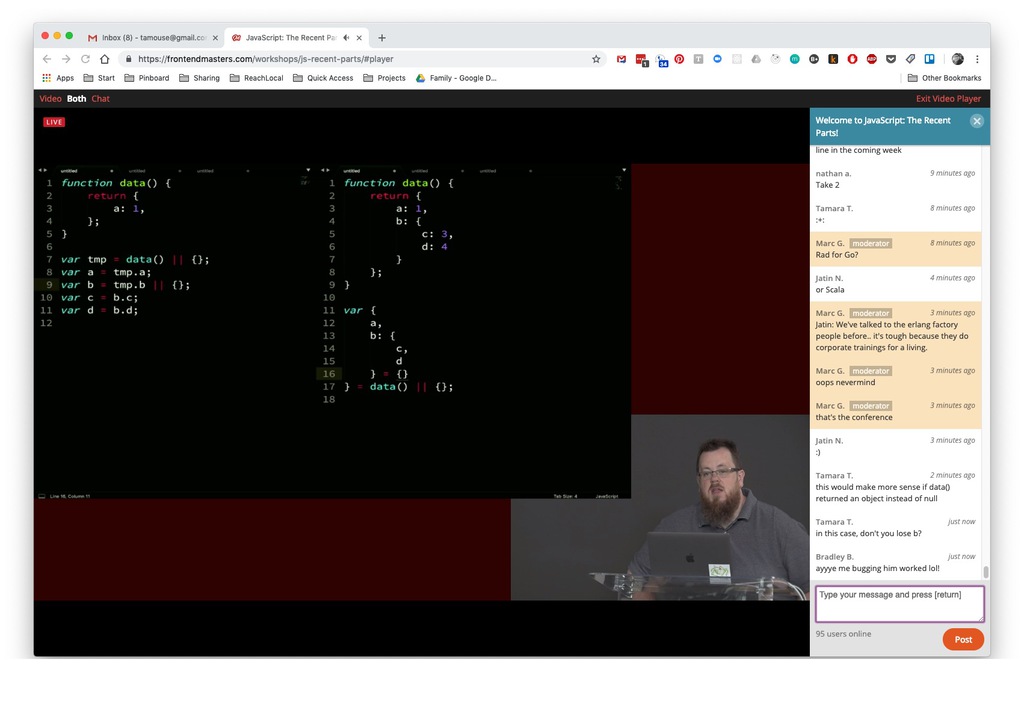 Inbox (8) - tamouse@gmail.co
JavaScript: The Recent Pa
https://frontendmasters.com/workshops/js-recent-parts/#player
Apps
Start
Pinboard
Sharing
ReachLocal
Quick Access
Projects
Family - Google D...
Other Bookmarks
Video Both Chat
Exit Video Player
LIVE
untitled
untitled
untitled
1 function data() {
2 return {
3 a: 1,
4 };
5 }
6
7 var tmp = data() || {};
8 var a = tmp.a;
9 var b = tmp.b || {};
10 var c = b.c;
11 var d = b.d;
12
Line 16, Column 11
untitled
untitled
untitled
1 function data() {
2 return {
3 a: 1,
4 b: {
5 c: 3,
6 d: 4
7 }
8 };
9 }
10
11 var {
12 a,
13 b: {
14 c,
15 d
16 } = {}
17 } = data() || {};
18
Tab Size: 4
JavaScript
Welcome to JavaScript: The Recent
Parts!
line in the coming week
nathan a. 9 minutes ago
Take 2
Tamara T. 8 minutes ago
:+:
Marc G. moderator 8 minutes ago
Rad for Go?
Jatin N. 4 minutes ago
or Scala
Marc G. moderator 3 minutes ago
Jatin: We've talked to the erlang factory
people before.. it's tough because they do
corporate trainings for a living.
Marc G. moderator 3 minutes ago
oops nevermind
Marc G. moderator 3 minutes ago
that's the conference
Jatin N. 3 minutes ago
:)
Tamara T. 2 minutes ago
this would make more sense if data()
returned an object instead of null
Tamara T. just now
in this case, don't you lose b?
Bradley B. just now
ayyye me bugging him worked lol!
Type your message and press [return]
95 users online
Post